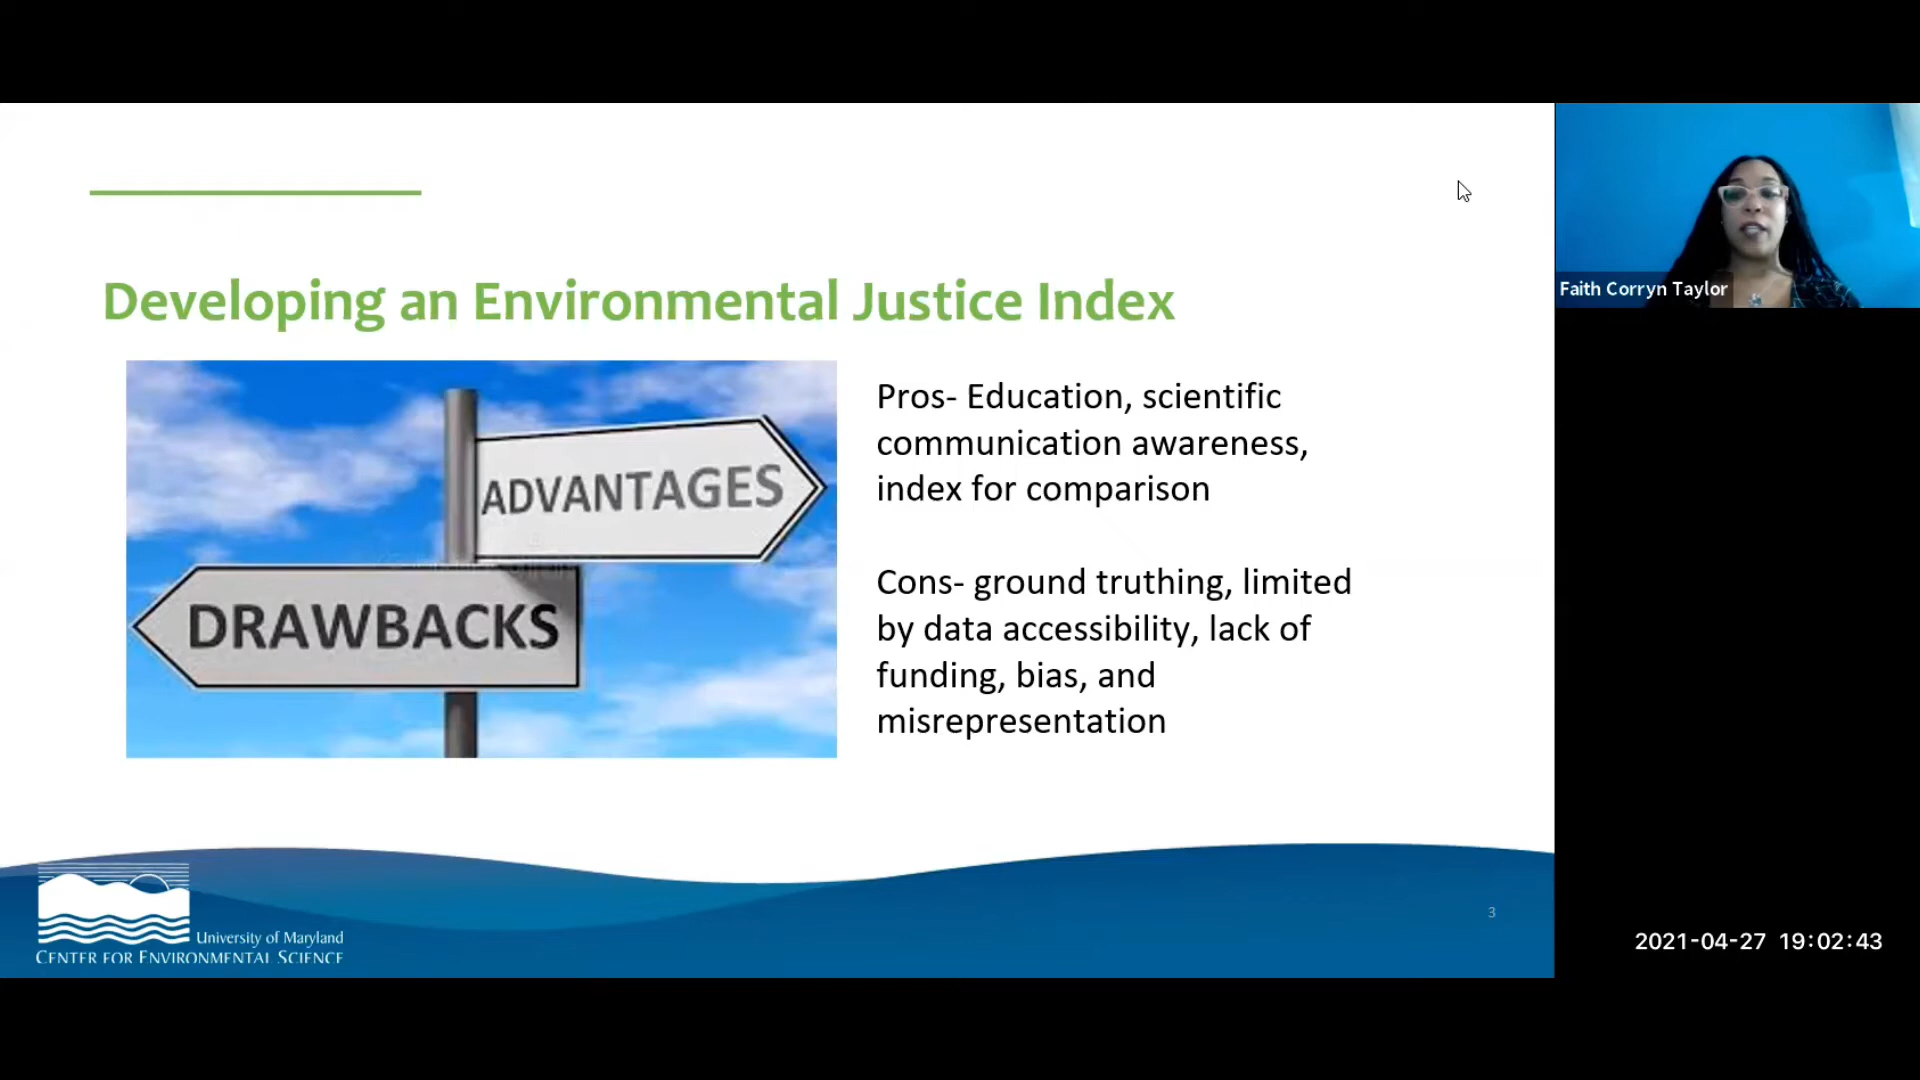 Developing an Environmental Justice Index
ADVANTAGES
DRAWBACKS
Pros- Education, scientific
communication awareness,
index for comparison
Cons- ground truthing, limited
by data accessibility, lack of
funding, bias, and
misrepresentation
University of Maryland
CENTER FOR ENVIRONMENTAL SCIENCE
3
Faith Corryn Taylor
2021-04-27 19:02:43